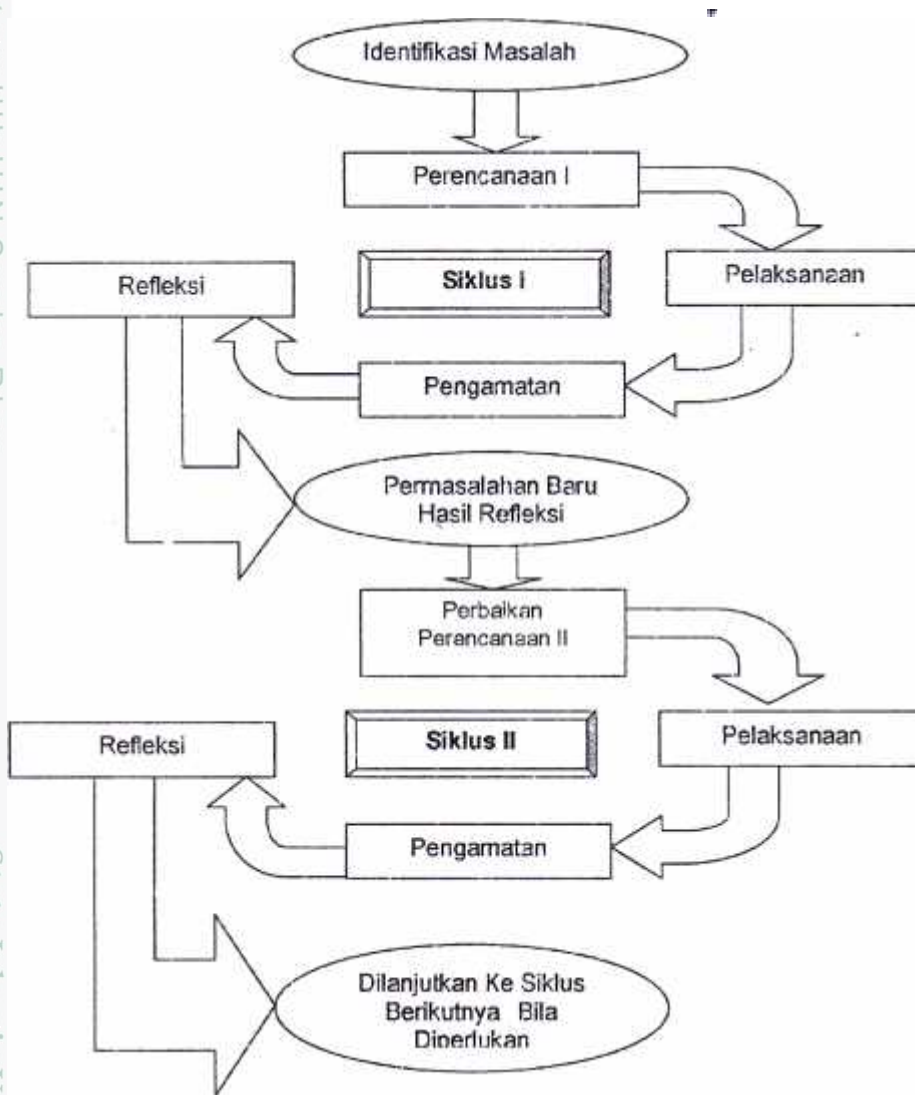 Identifikasi Masalah
Perencanaan I
Pelaksanaan
Siklus I
Refleksi
Pengamatan
Permasalahan Baru
Hasil Refleksi
Perbaikan
Perencanaan II
Pelaksanaan
Siklus II
Refleksi
Pengamatan
Dilanjutkan Ke Siklus
Berikutnya Bila
Diperlukan